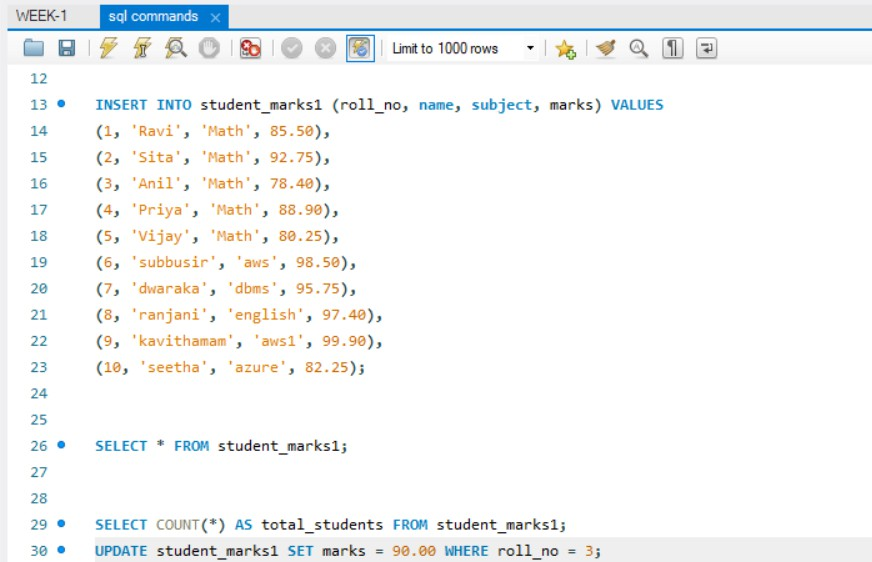 WEEK-1 sql commands
Limit to 1000 rows
12
13 INSERT INTO student_marks1 (roll_no, name, subject, marks) VALUES
14 (1, 'Ravi', 'Math', 85.50),
15 (2, 'Sita', 'Math', 92.75),
16 (3, 'Anil', 'Math', 78.40),
17 (4, 'Priya', 'Math', 88.90),
18 (5, 'Vijay', 'Math', 80.25),
19 (6, 'subbusir', 'aws', 98.50),
20 (7, 'dwaraka', 'dbms', 95.75),
21 (8, 'ranjani', 'english', 97.40),
22 (9, 'kavithamam', 'aws1', 99.90),
23 (10, 'seetha', 'azure', 82.25);
24
25
26 SELECT * FROM student_marks1;
27
28
29 SELECT COUNT(*) AS total_students FROM student_marks1;
30 UPDATE student_marks1 SET marks = 90.00 WHERE roll_no = 3;